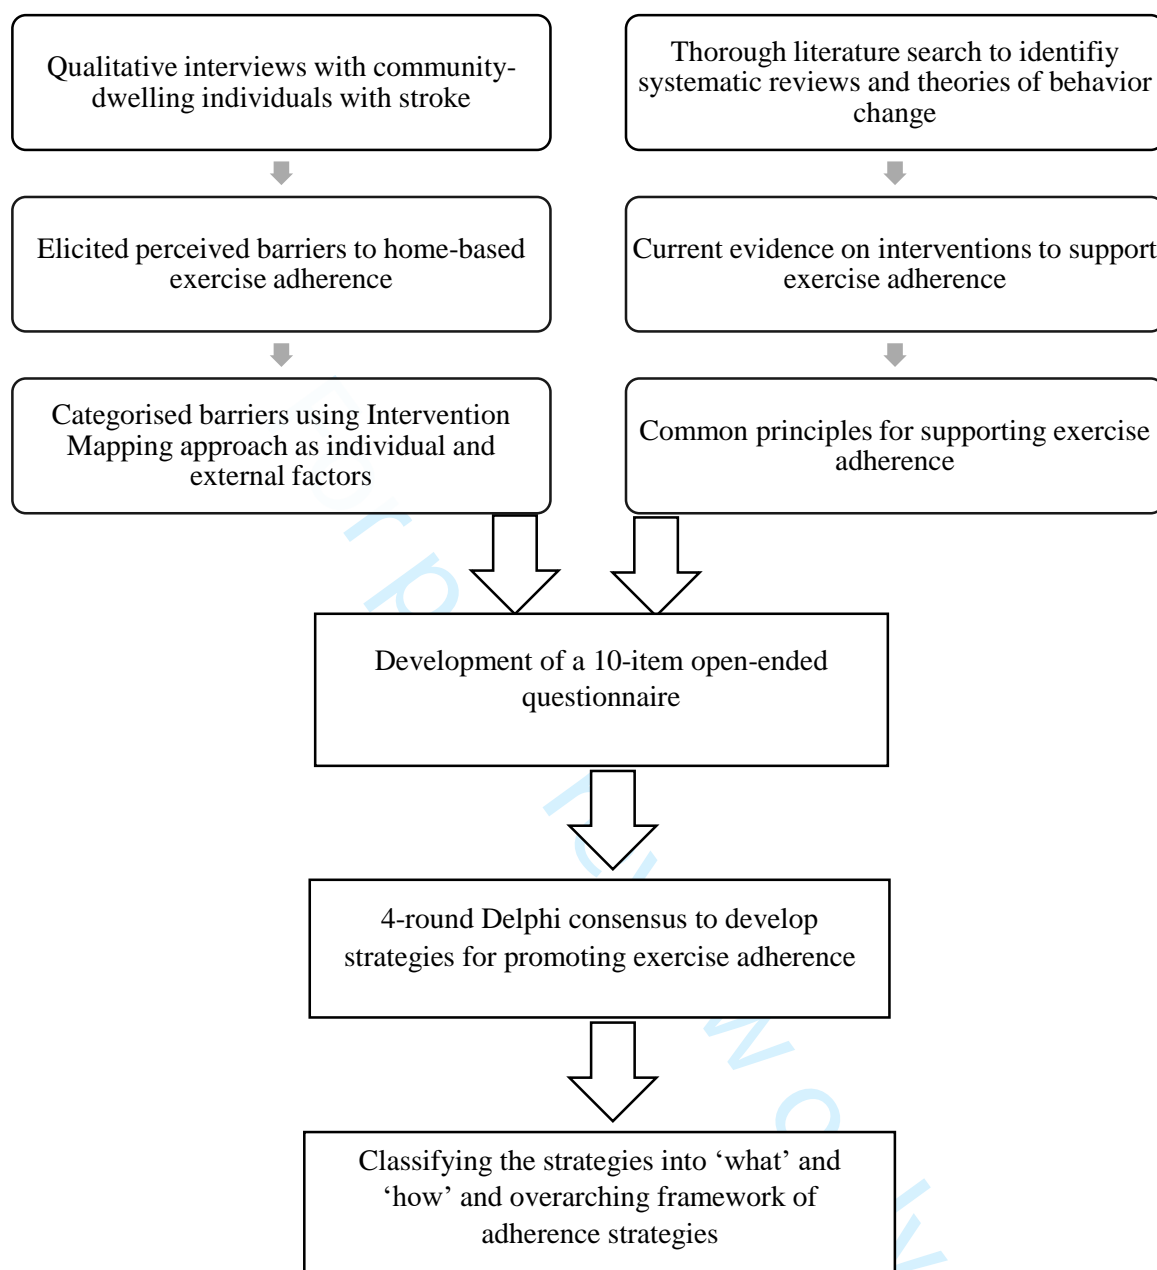 Qualitative interviews with community-
dwelling individuals with stroke
Thorough literature search to identifiy
systematic reviews and theories of behavior
change
Elicited perceived barriers to home-based
exercise adherence
Current evidence on interventions to support
exercise adherence
Categorised barriers using Intervention
Mapping approach as individual and
external factors
Common principles for supporting exercise
adherence
Development of a 10-item open-ended
questionnaire
4-round Delphi consensus to develop
strategies for promoting exercise adherence
Classifying the strategies into ‘what’ and
‘how’ and overarching framework of
adherence strategies